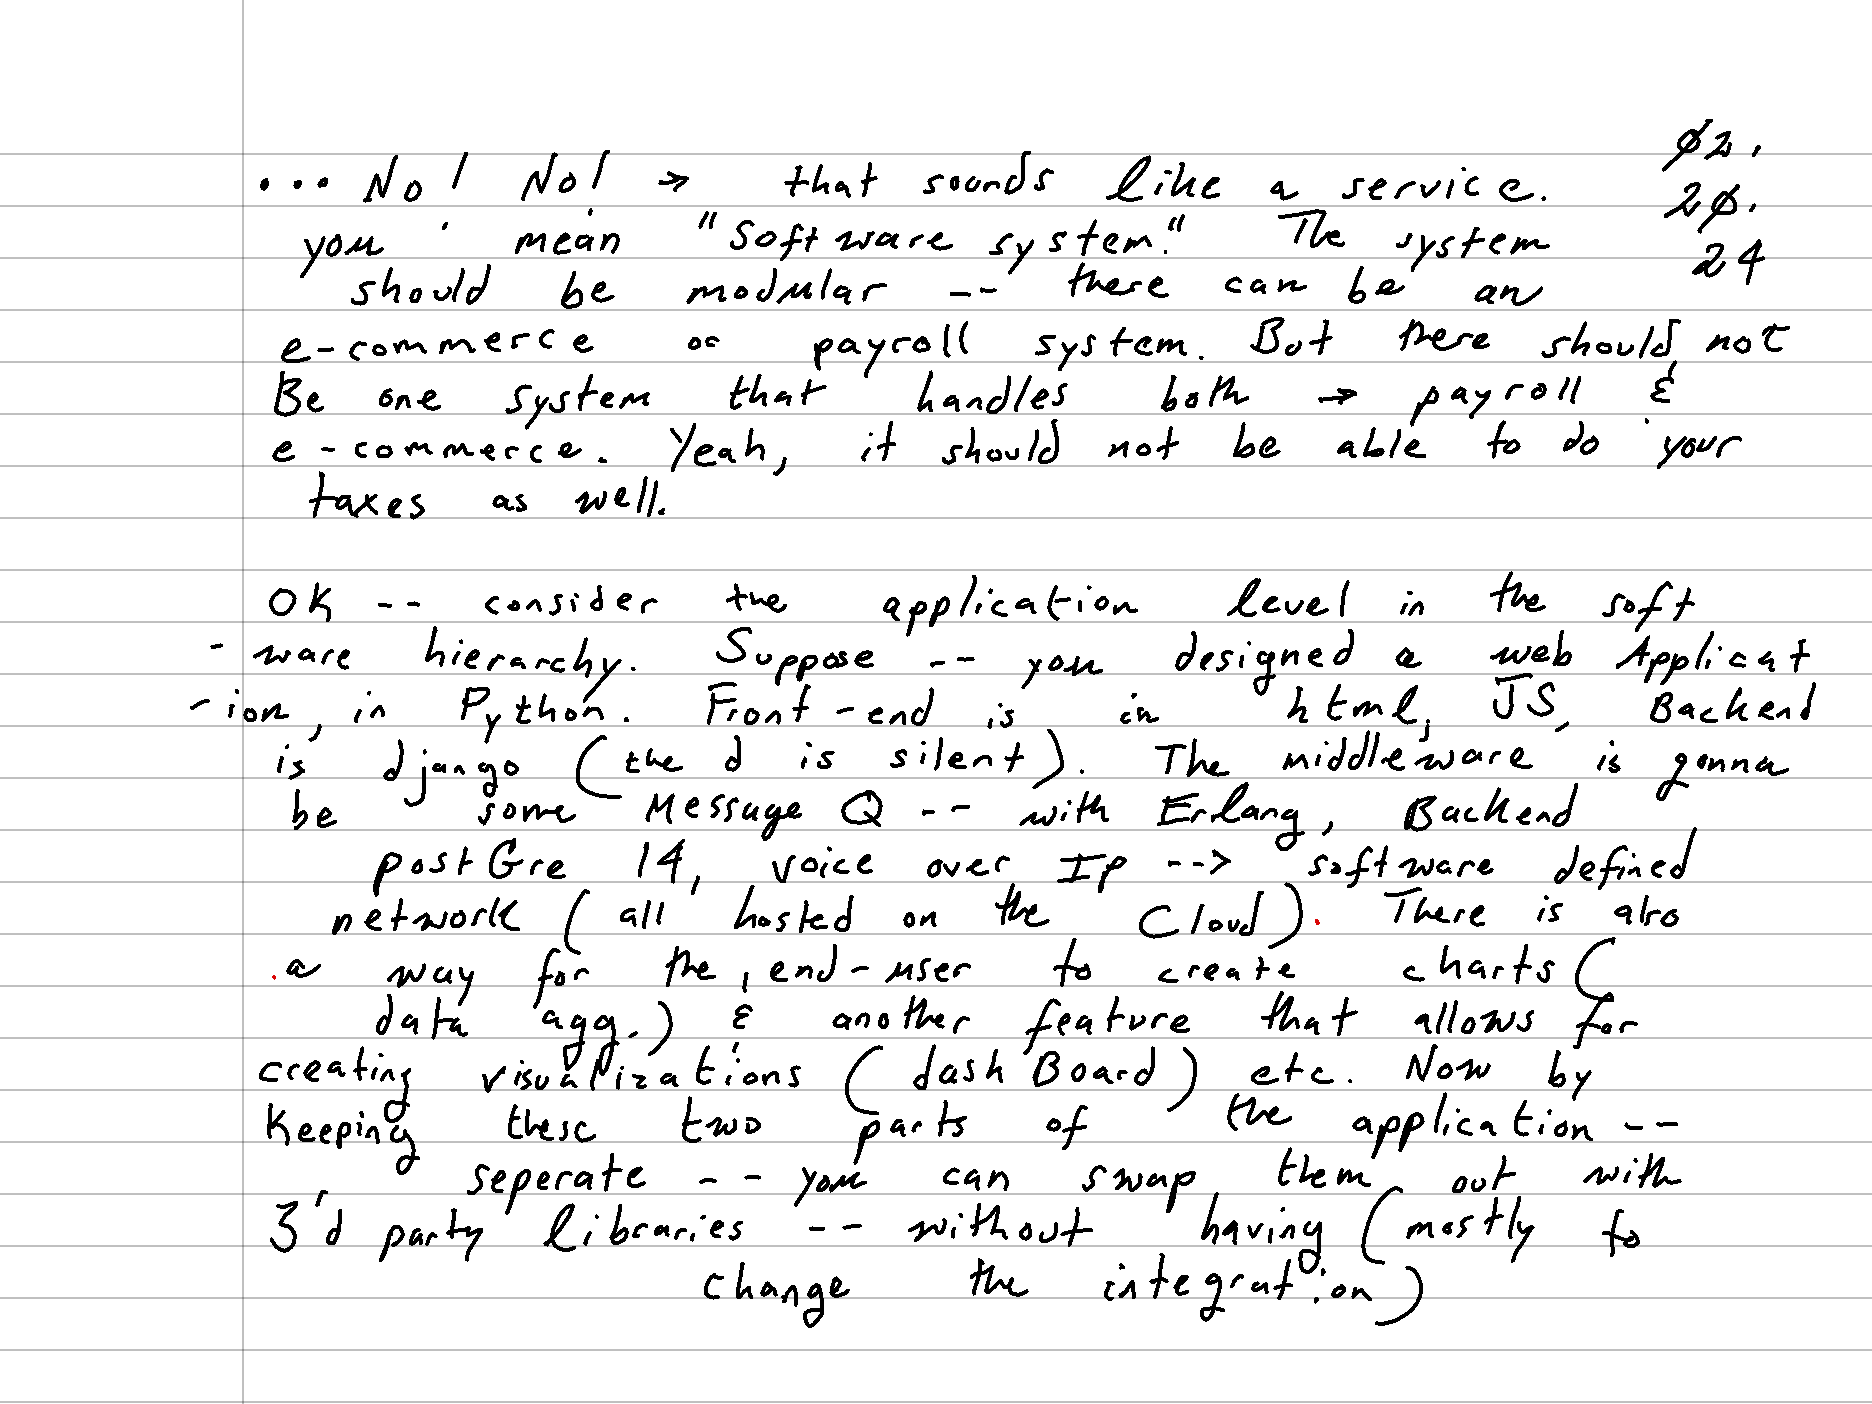 ... No! No! → that sounds like a service.
Ø2.
2Ø.
24
you mean "Software system." The system
should be modular -- there can be an
e-commerce or payroll system. But there should not
Be one system that handles both → payroll &
e-commerce. Yeah, it should not be able to do your
taxes as well.
OK -- consider the application level in the soft
-ware hierarchy. Suppose -- you designed a web Applicat
-ion, in Python. Front-end is in html, JS, Backend
is django (the d is silent). The middleware is gonna
be some Message Q -- with Erlang, Backend
postGre 14, voice over Ip --> software defined
network (all hosted on the Cloud). There is also
a way for the end-user to create charts (
data agg.) & another feature that allows for
creating visualizations (dash Board) etc. Now by
Keeping these two parts of the application --
seperate -- you can swap them out with
3'd party libraries -- without having (mostly to
change the integration)